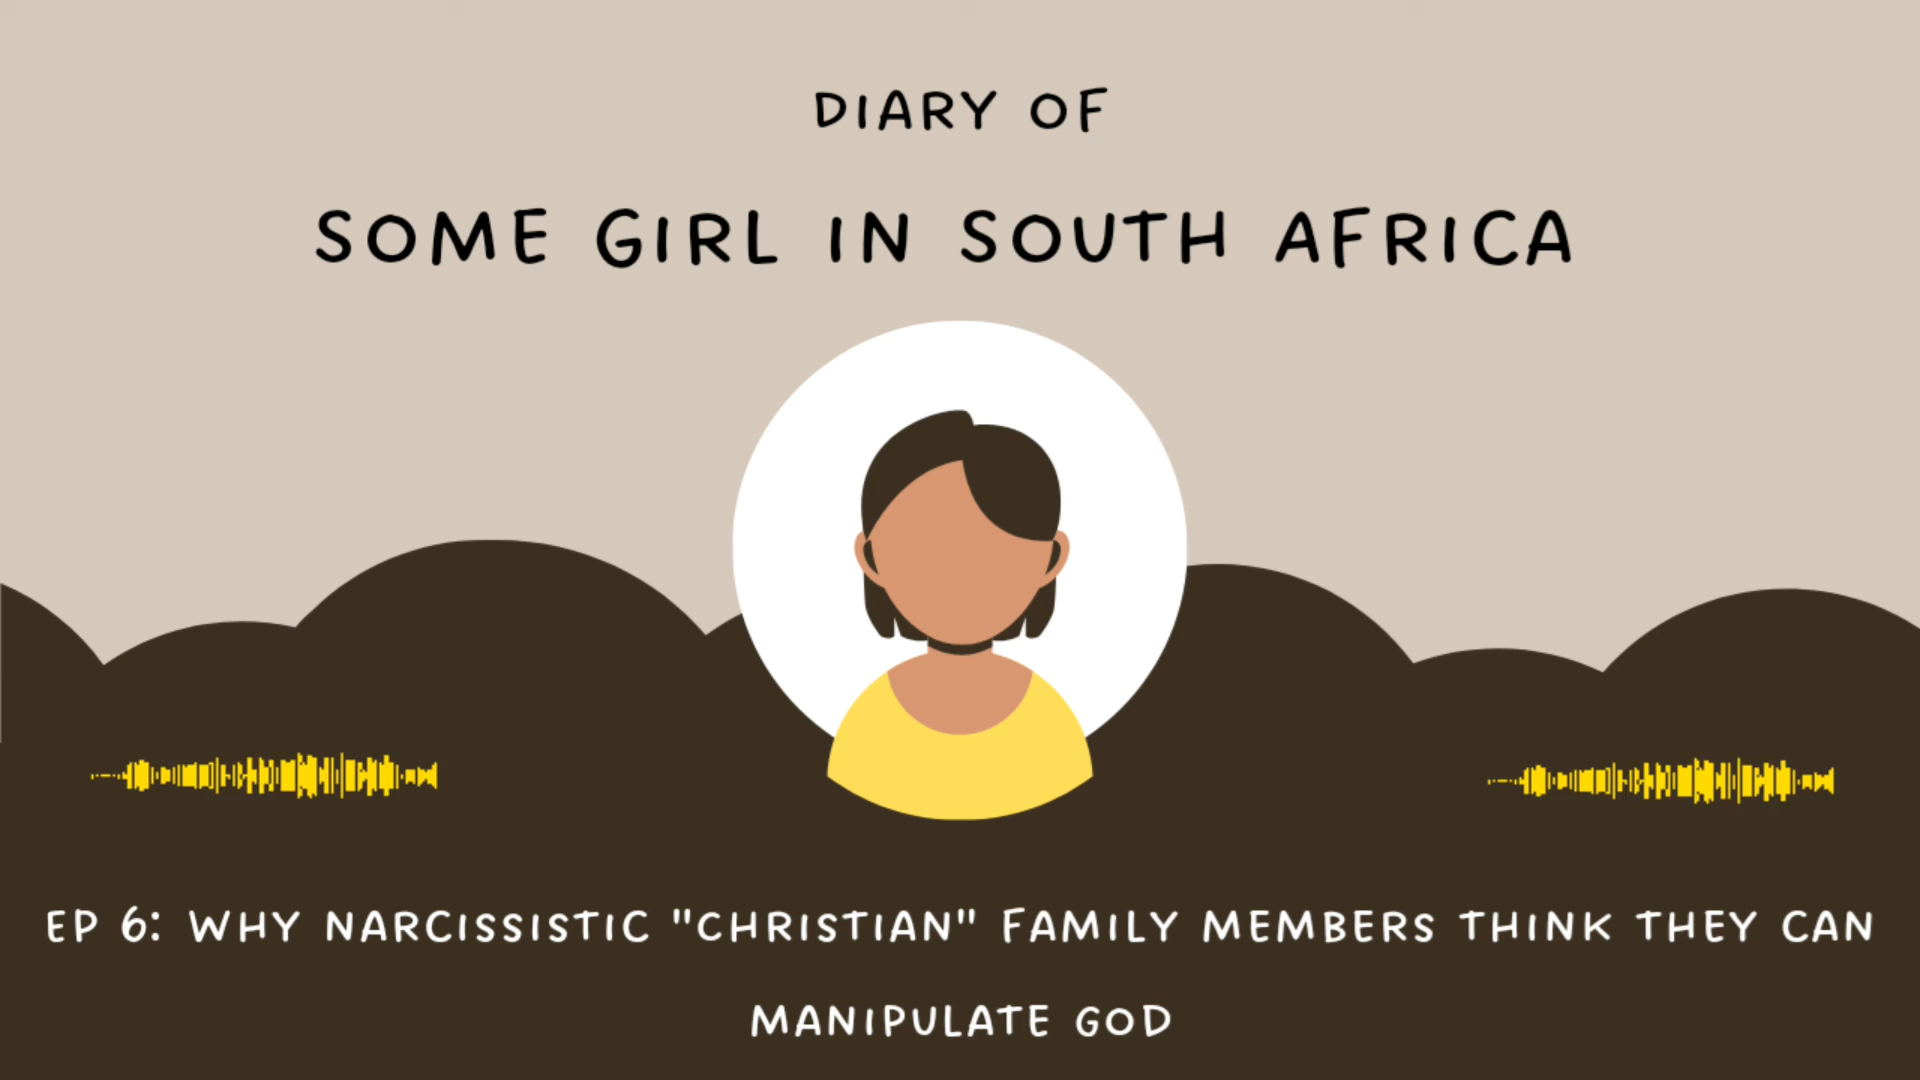 DIARY OF
SOME GIRL IN SOUTH AFRICA
EP 6: WHY NARCISSISTIC "CHRISTIAN" FAMILY MEMBERS THINK THEY CAN
MANIPULATE GOD